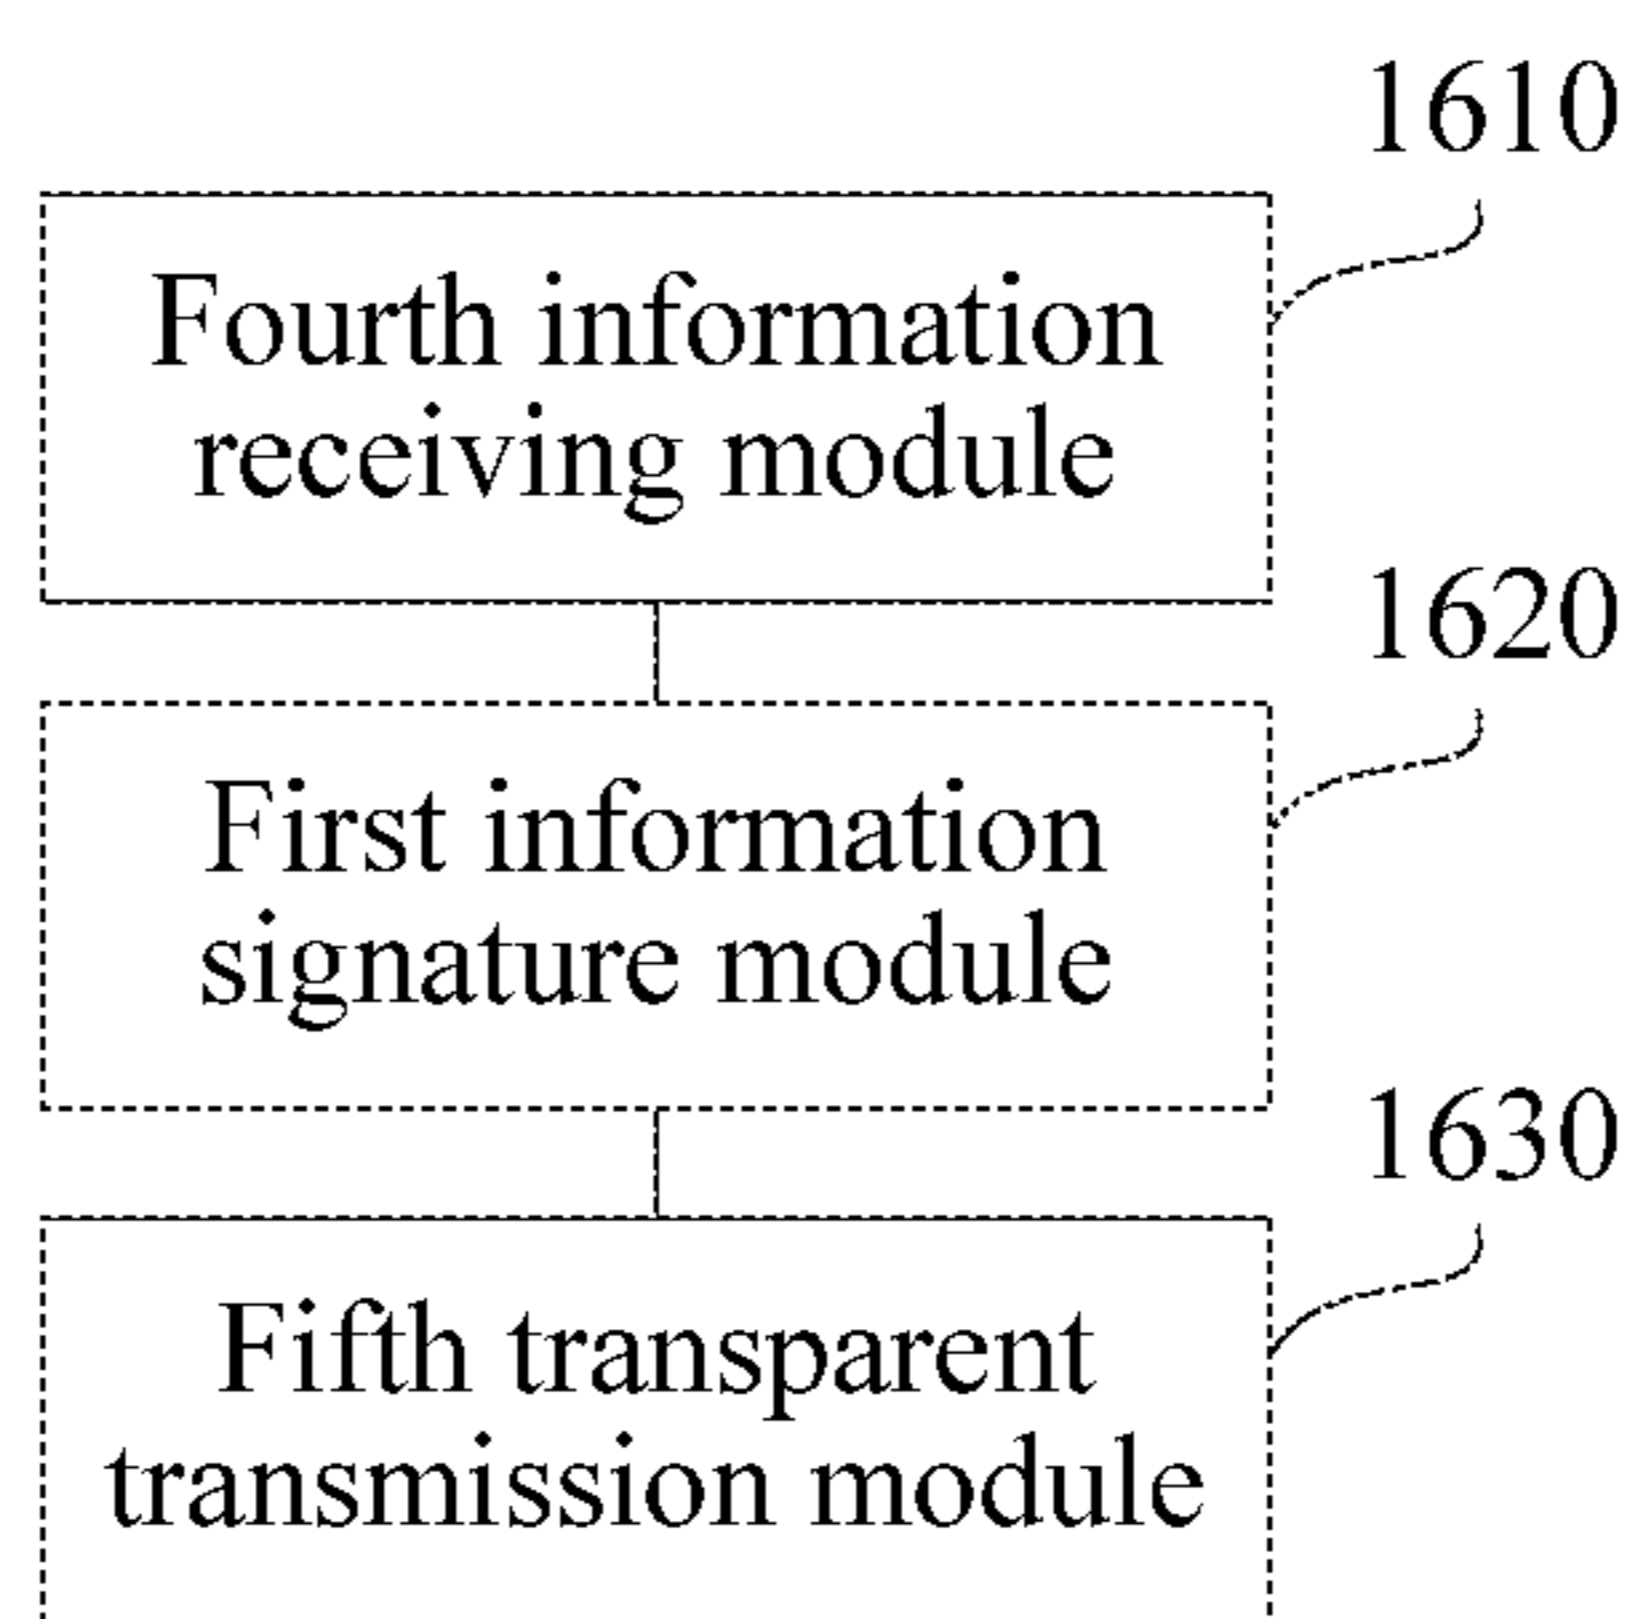 1610
Fourth information
receiving module
1620
First information
signature module
1630
Fifth transparent
transmission module